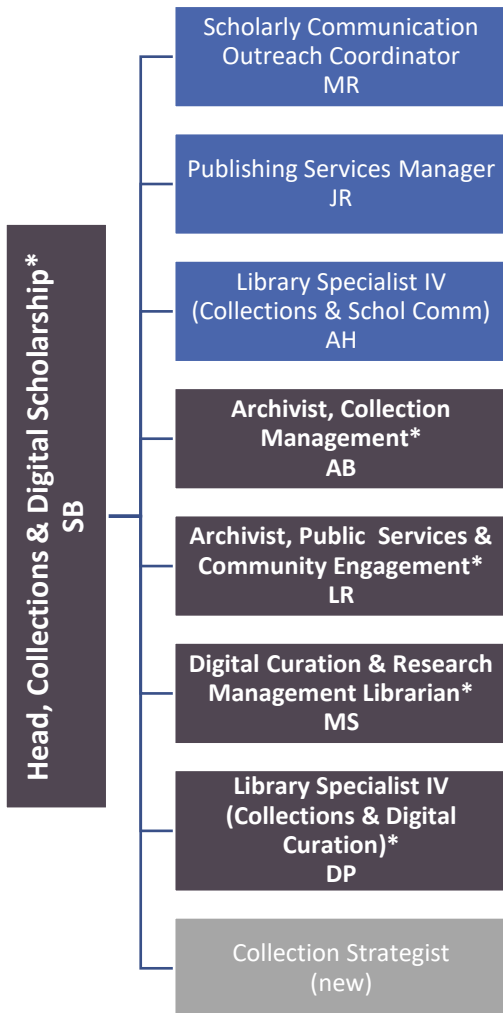 Head, Collections & Digital Scholarship*
SB
Scholarly Communication
Outreach Coordinator
MR
Publishing Services Manager
JR
Library Specialist IV
(Collections & Schol Comm)
AH
Archivist, Collection
Management*
AB
Archivist, Public Services &
Community Engagement*
LR
Digital Curation & Research
Management Librarian*
MS
Library Specialist IV
(Collections & Digital
Curation)*
DP
Collection Strategist
(new)